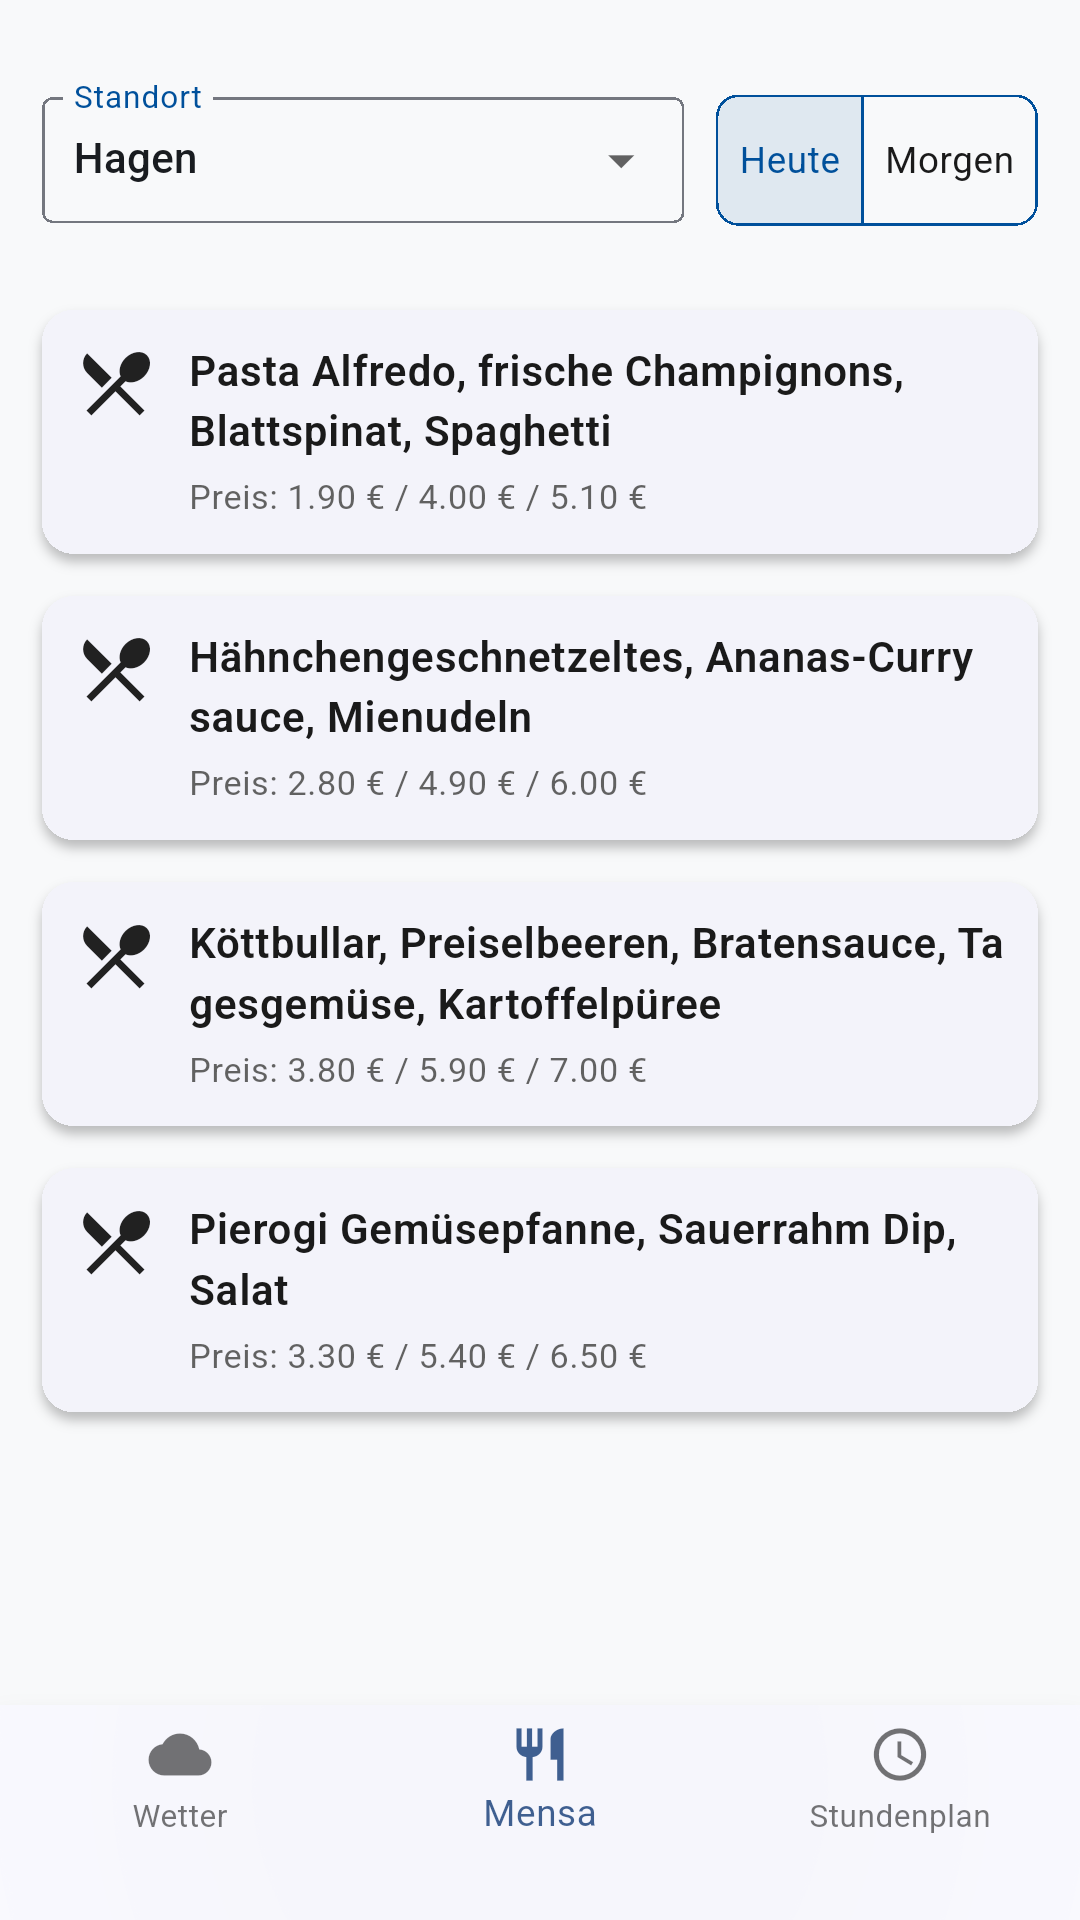 Standort
Hagen
Heute
Morgen
Pasta Alfredo, frische Champignons,
Blattspinat, Spaghetti
Preis: 1.90 € / 4.00 € / 5.10 €
Hähnchengeschnetzeltes, Ananas-Curry
sauce, Mienudeln
Preis: 2.80 € / 4.90 € / 6.00 €
Köttbullar, Preiselbeeren, Bratensauce, Ta
gesgemüse, Kartoffelpüree
Preis: 3.80 € / 5.90 € / 7.00 €
Pierogi Gemüsepfanne, Sauerrahm Dip,
Salat
Preis: 3.30 € / 5.40 € / 6.50 €
Wetter
Mensa
Stundenplan